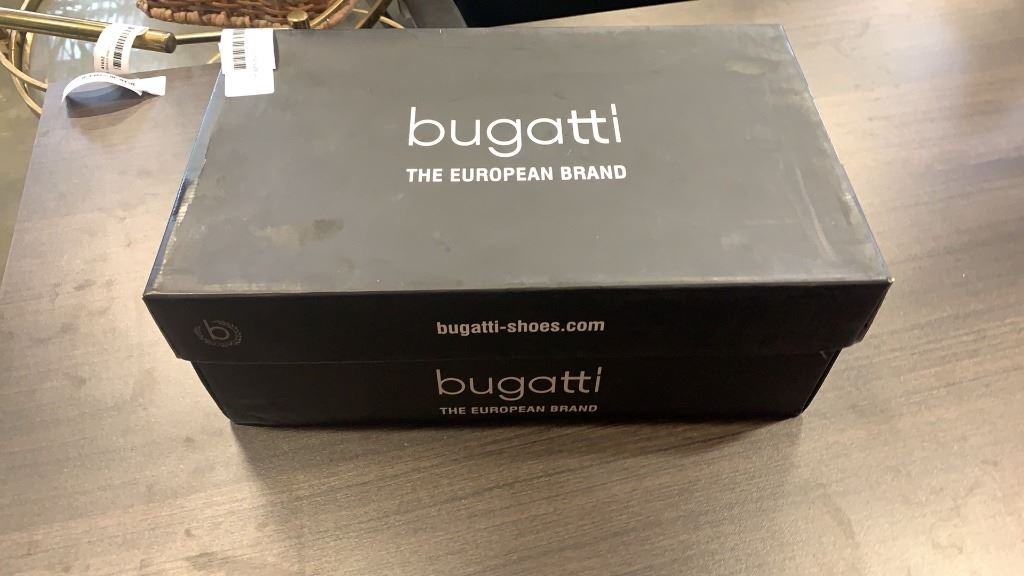 bugatti
THE EUROPEAN BRAND
b
bugatti-shoes.com
bugatti
THE EUROPEAN BRAND